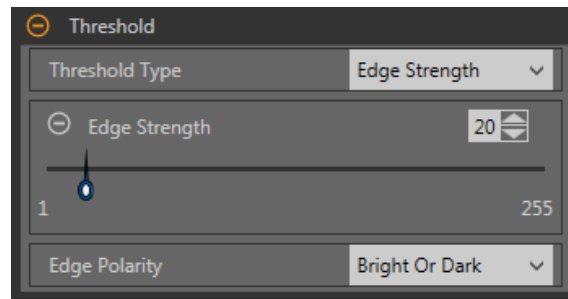 Threshold
Threshold Type Edge Strength
Edge Strength 20
1 255
Edge Polarity Bright Or Dark